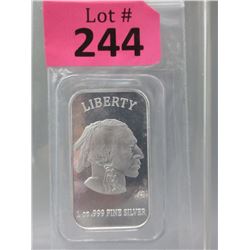 Lot #
244
LIBERTY
1 oz .999 FINE SILVER